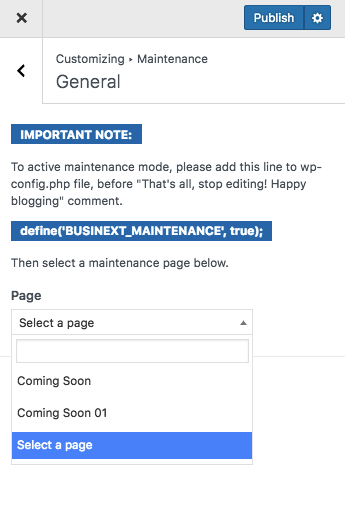 Publish
Customizing ▸ Maintenance
General
IMPORTANT NOTE:
To active maintenance mode, please add this line to wp-
config.php file, before "That's all, stop editing! Happy
blogging" comment.
define('BUSINEXT_MAINTENANCE', true);
Then select a maintenance page below.
Page
Select a page
Coming Soon
Coming Soon 01
Select a page